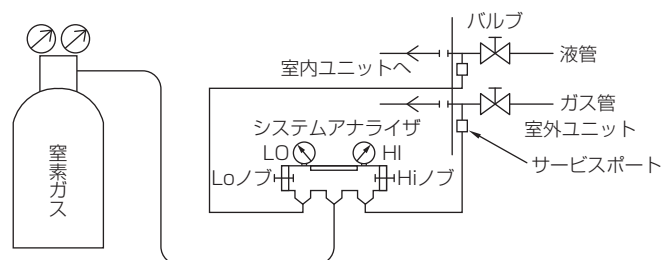 バルブ
液管
室内ユニットへ
ガス管
室外ユニット
システムアナライザ
LO
HI
サービスポート
Loノブ
Hiノブ
窒素ガス